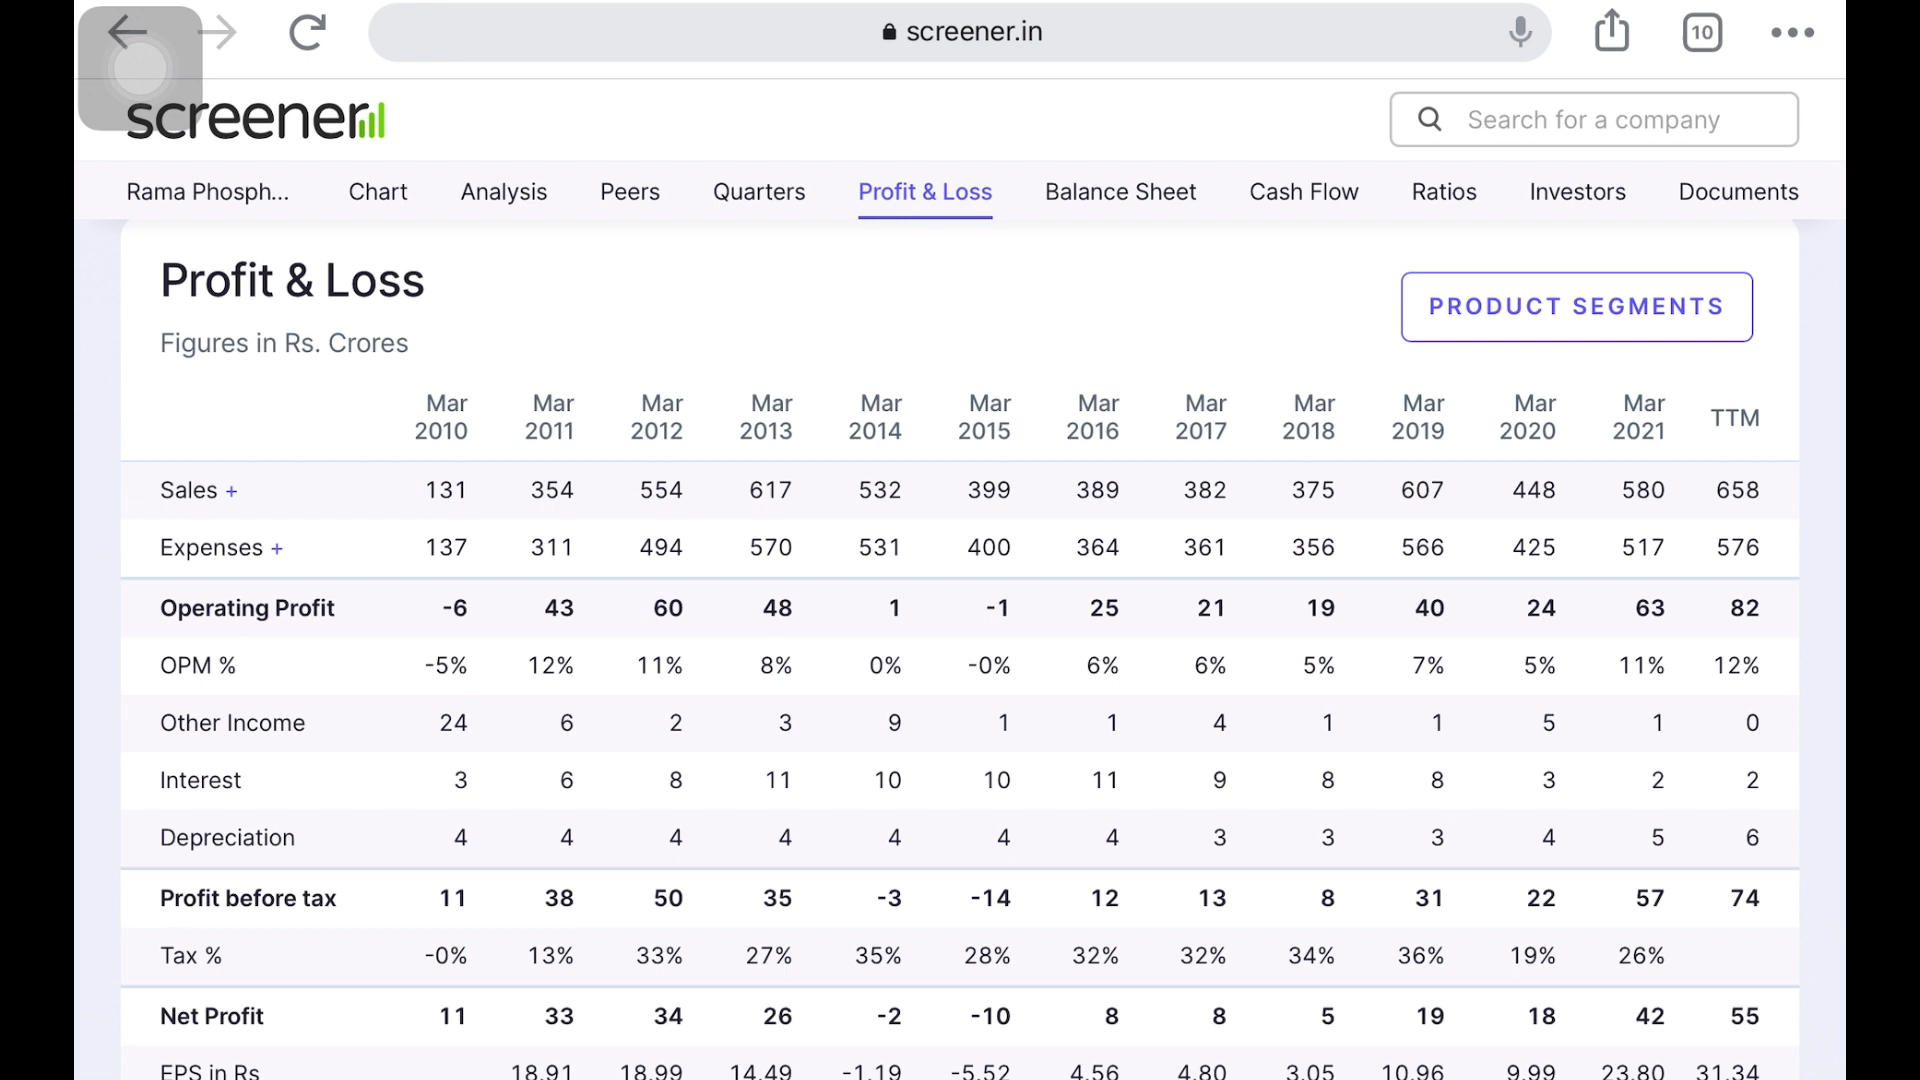 screener.in
10
screener
Search for a company
Rama Phosph... Chart Analysis Peers Quarters Profit & Loss Balance Sheet Cash Flow Ratios Investors Documents
Profit & Loss
PRODUCT SEGMENTS
Figures in Rs. Crores
Mar 2010 Mar 2011 Mar 2012 Mar 2013 Mar 2014 Mar 2015 Mar 2016 Mar 2017 Mar 2018 Mar 2019 Mar 2020 Mar 2021 TTM
Sales + 131 354 554 617 532 399 389 382 375 607 448 580 658
Expenses + 137 311 494 570 531 400 364 361 356 566 425 517 576
Operating Profit -6 43 60 48 1 -1 25 21 19 40 24 63 82
OPM % -5% 12% 11% 8% 0% -0% 6% 6% 5% 7% 5% 11% 12%
Other Income 24 6 2 3 9 1 1 4 1 1 5 1 0
Interest 3 6 8 11 10 10 11 9 8 8 3 2 2
Depreciation 4 4 4 4 4 4 4 3 3 3 4 5 6
Profit before tax 11 38 50 35 -3 -14 12 13 8 31 22 57 74
Tax % -0% 13% 33% 27% 35% 28% 32% 32% 34% 36% 19% 26%
Net Profit 11 33 34 26 -2 -10 8 8 5 19 18 42 55
EPS in Rs 18.91 18.99 14.49 -1.19 -5.52 4.56 4.80 3.05 10.96 9.99 23.80 31.34